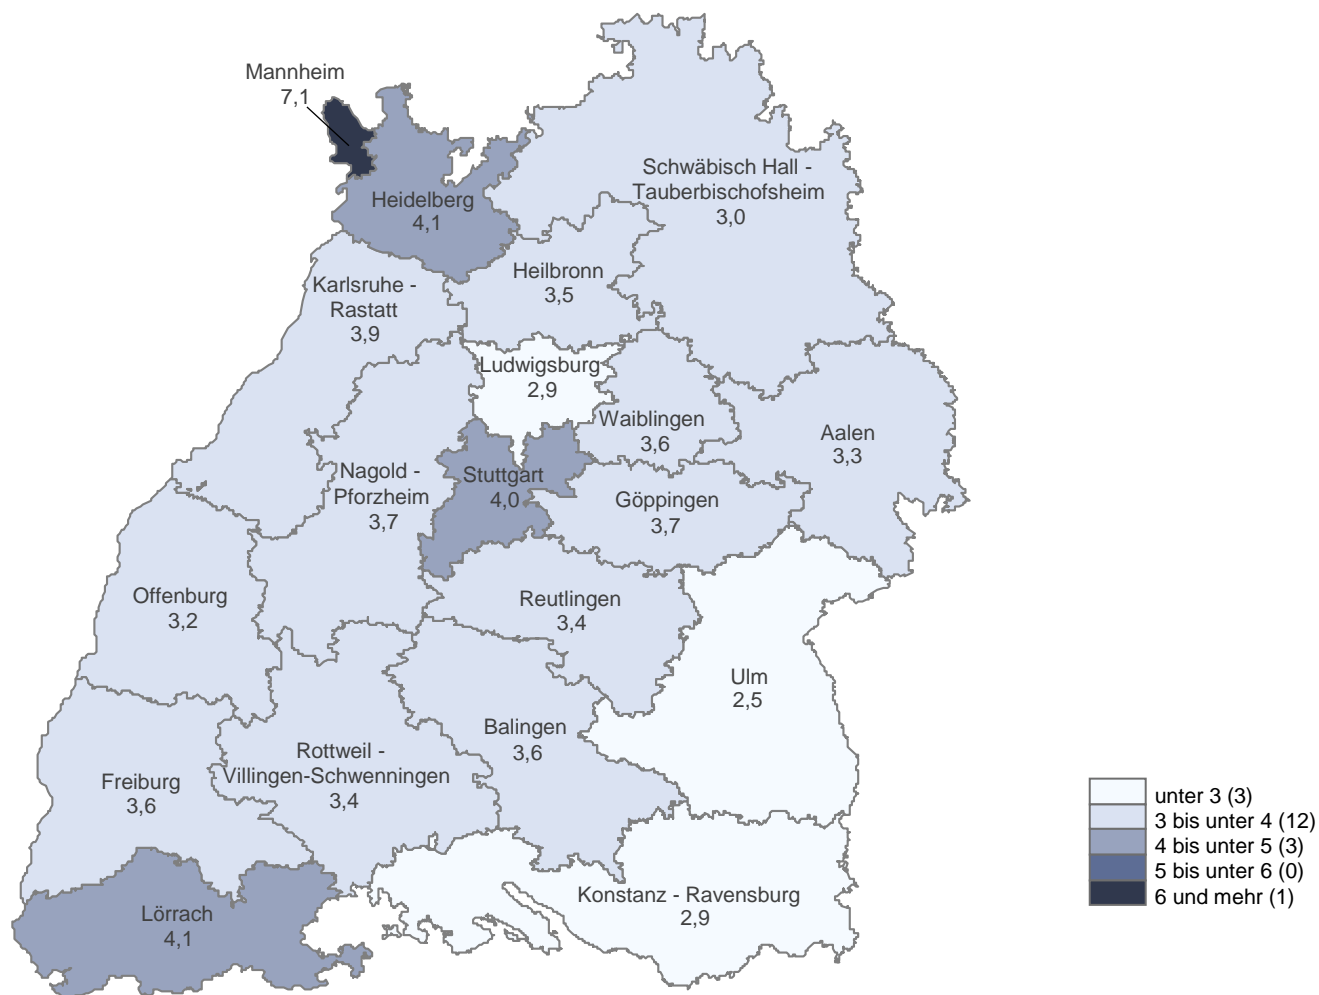 Mannheim
7,1
Schwäbisch Hall -
Tauberbischofsheim
3,0
Heidelberg
4,1
Heilbronn
3,5
Karlsruhe -
Rastatt
3,9
Ludwigsburg
2,9
Waiblingen
3,6
Aalen
3,3
Nagold -
Pforzheim
3,7
Stuttgart
4,0
Göppingen
3,7
Offenburg
3,2
Reutlingen
3,4
Ulm
2,5
Balingen
3,6
Rottweil -
Villingen-Schwenningen
3,4
Freiburg
3,6
Konstanz - Ravensburg
2,9
Lörrach
4,1
unter 3 (3)
3 bis unter 4 (12)
4 bis unter 5 (3)
5 bis unter 6 (0)
6 und mehr (1)